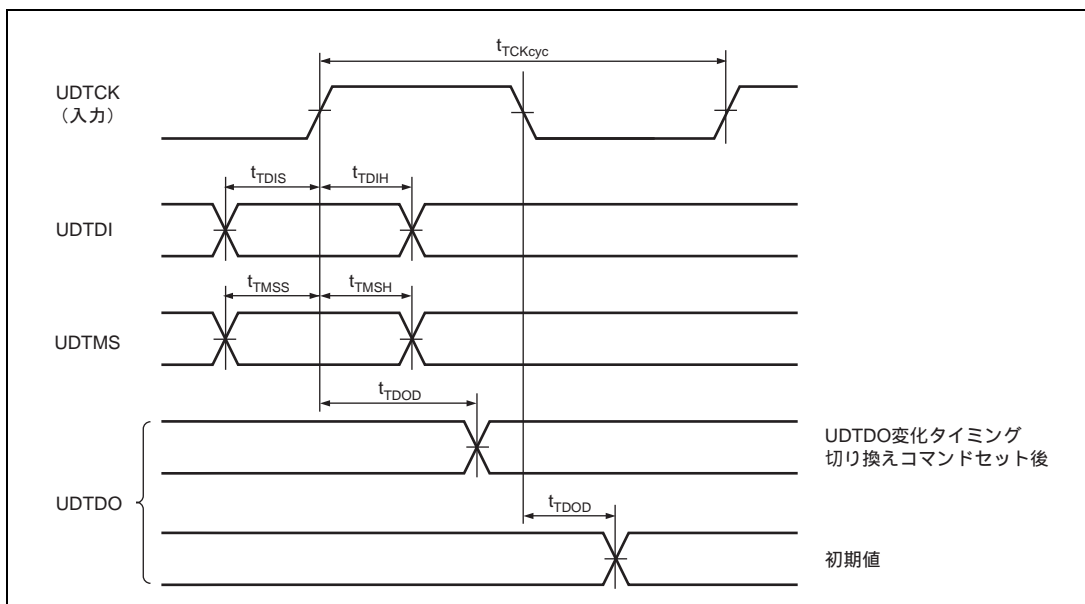 tTCKcyc
UDTCK
（入力）
tTDIS
tTDIH
UDTDI
tTMSS
tTMSH
UDTMS
tTDOD
UDTDO変化タイミング
切り換えコマンドセット後
UDTDO
tTDOD
初期値